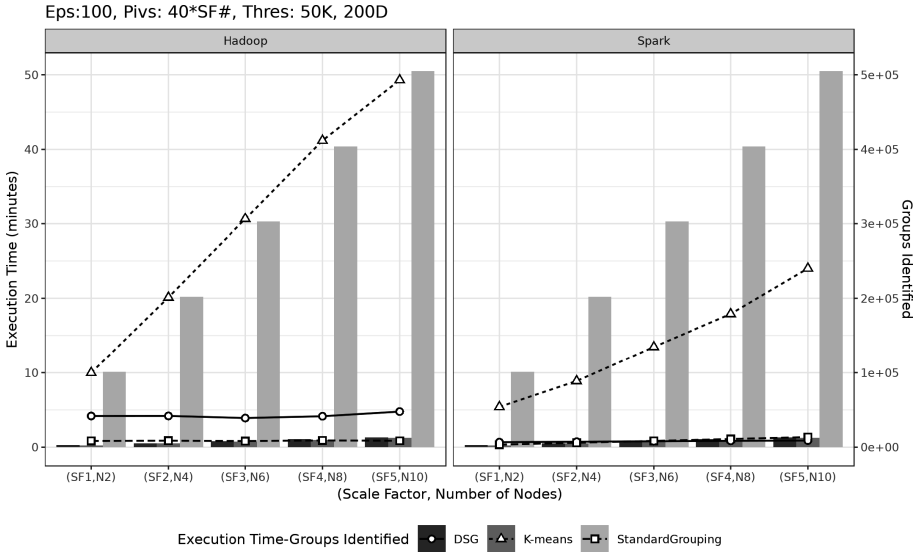 Eps:100, Pivs: 40*SF#, Thres: 50K, 200D
Hadoop
Spark
Execution Time (minutes)
50
40
30
20
10
0
5e+05
4e+05
3e+05
2e+05
1e+05
0e+00
Groups Identified
(SF1,N2) (SF2,N4) (SF3,N6) (SF4,N8) (SF5,N10)
(SF1,N2) (SF2,N4) (SF3,N6) (SF4,N8) (SF5,N10)
(Scale Factor, Number of Nodes)
Execution Time-Groups Identified DSG K-means StandardGrouping